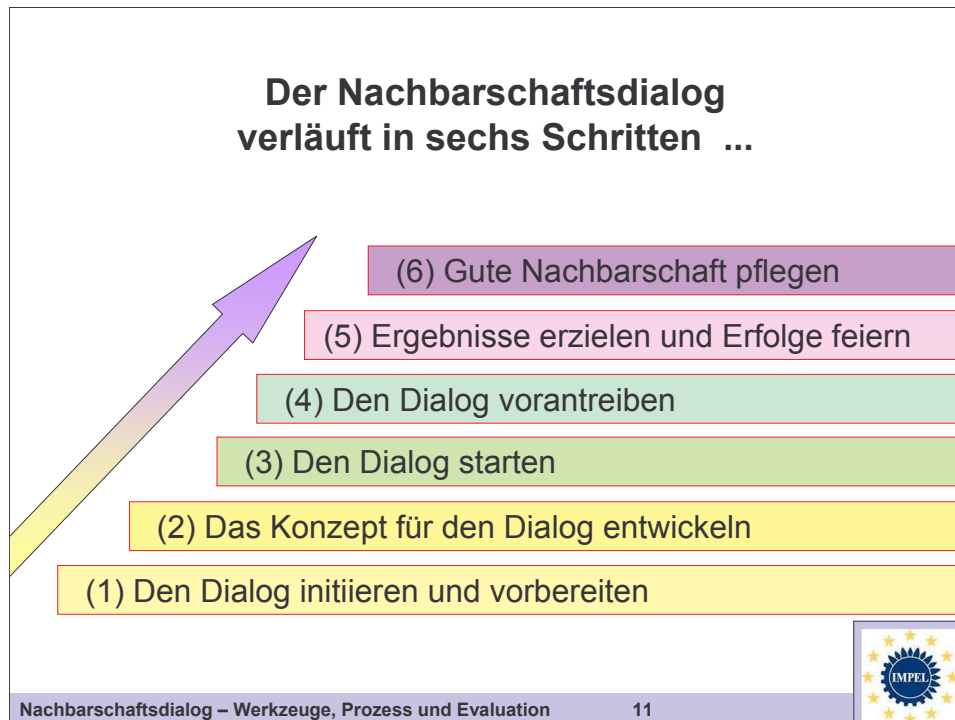 Der Nachbarschaftsdialog
verläuft in sechs Schritten ...
(6) Gute Nachbarschaft pflegen
(5) Ergebnisse erzielen und Erfolge feiern
(4) Den Dialog vorantreiben
(3) Den Dialog starten
(2) Das Konzept für den Dialog entwickeln
(1) Den Dialog initiieren und vorbereiten
IMPEL
Nachbarschaftsdialog – Werkzeuge, Prozess und Evaluation 11